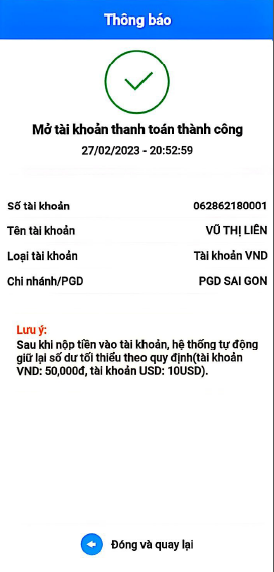 Thông báo
Mở tài khoản thanh toán thành công
27/02/2023 - 20:52:59
Số tài khoản 062862180001
Tên tài khoản VŨ THỊ LIÊN
Loại tài khoản Tài khoản VND
Chi nhánh/PGD PGD SAI GON
Lưu ý:
Sau khi nộp tiền vào tài khoản, hệ thống tự động
giữ lại số dư tối thiểu theo quy định(tài khoản
VND: 50,000đ, tài khoản USD: 10USD).
Đóng và quay lại